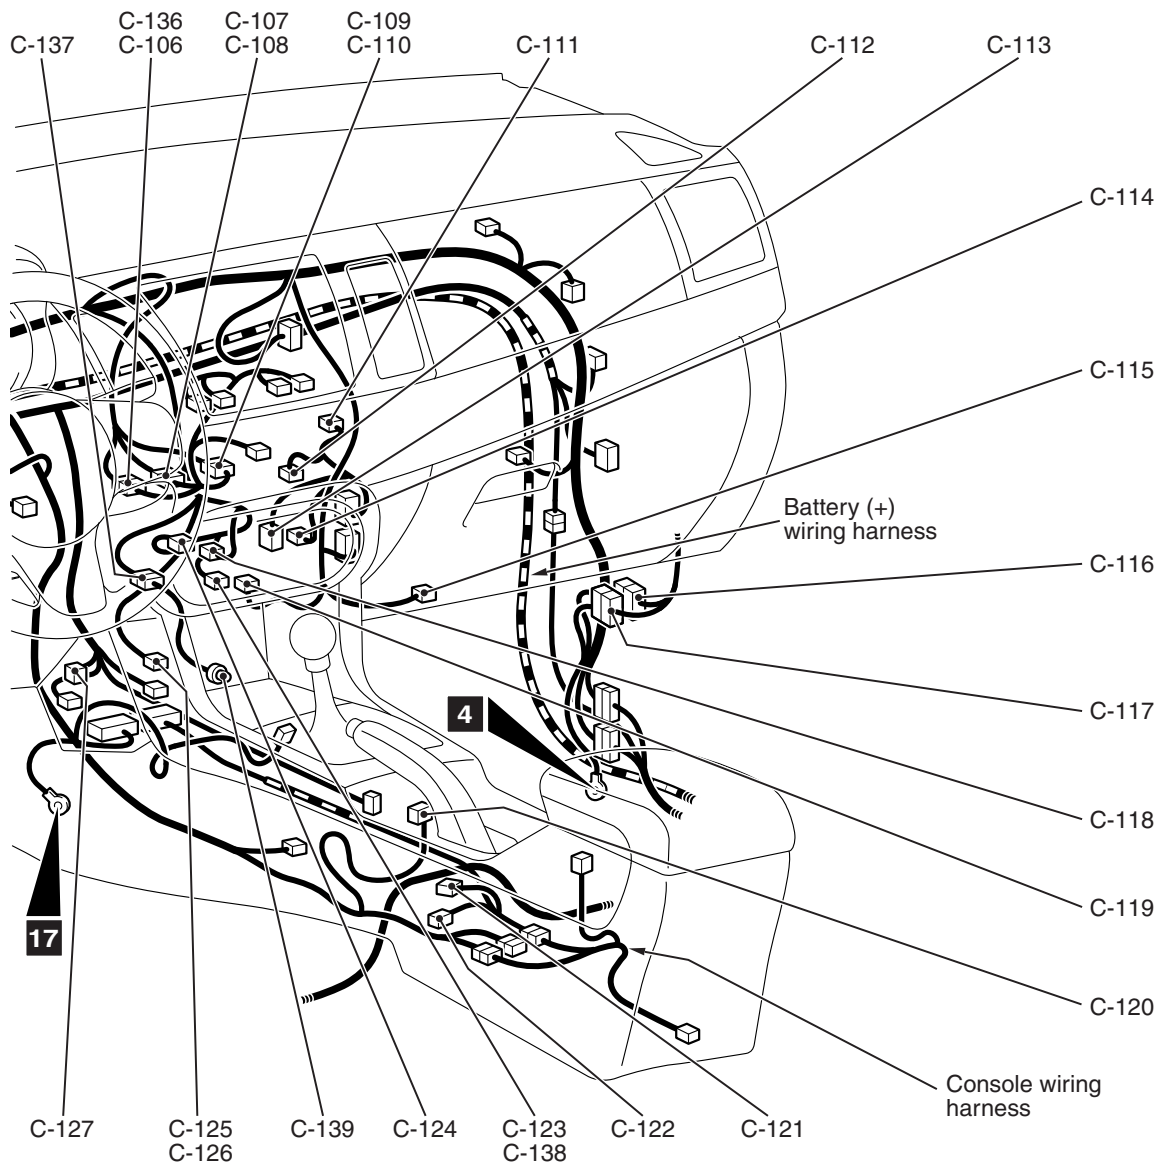 C-136
C-107
C-109
C-137
C-106
C-108
C-110
C-111
C-112
C-113
C-114
C-115
Battery (+)
wiring harness
C-116
C-117
4
C-118
C-119
17
C-120
Console wiring
harness
C-127
C-125
C-139
C-124
C-123
C-122
C-121
C-126
C-138